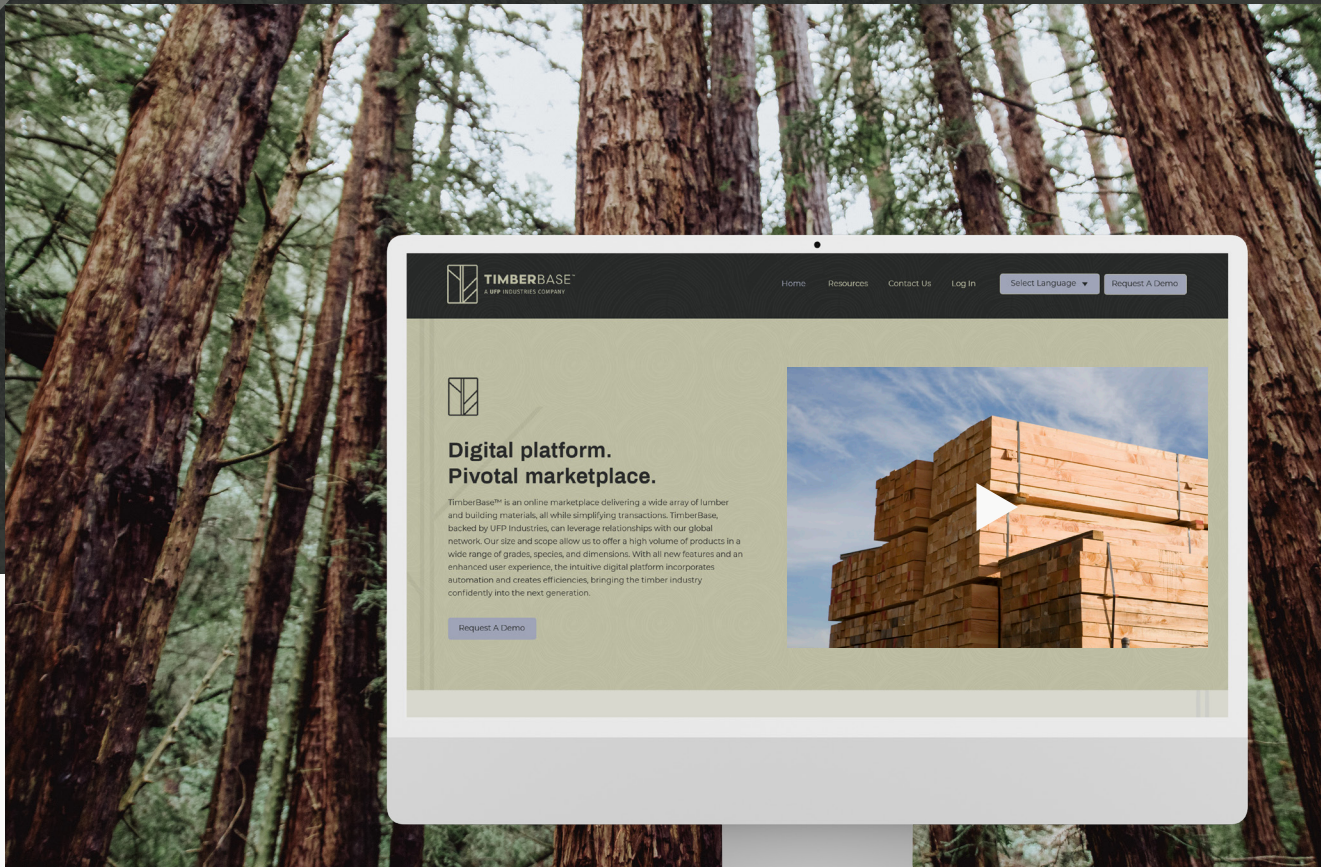 TIMBERBASE™
A UFP INDUSTRIES COMPANY
Home Resources Contact Us Log In Select Language Request A Demo
Digital platform.
Pivotal marketplace.
TimberBase™ is an online marketplace delivering a wide array of lumber
and building materials, all while simplifying transactions. TimberBase,
backed by UFP Industries, can leverage relationships with our global
network. Our size and scope allow us to offer a high volume of products in a
wide range of grades, species, and dimensions. With all new features and an
enhanced user experience, the intuitive digital platform incorporates
automation and creates efficiencies, bringing the timber industry
confidently into the next generation.
Request A Demo